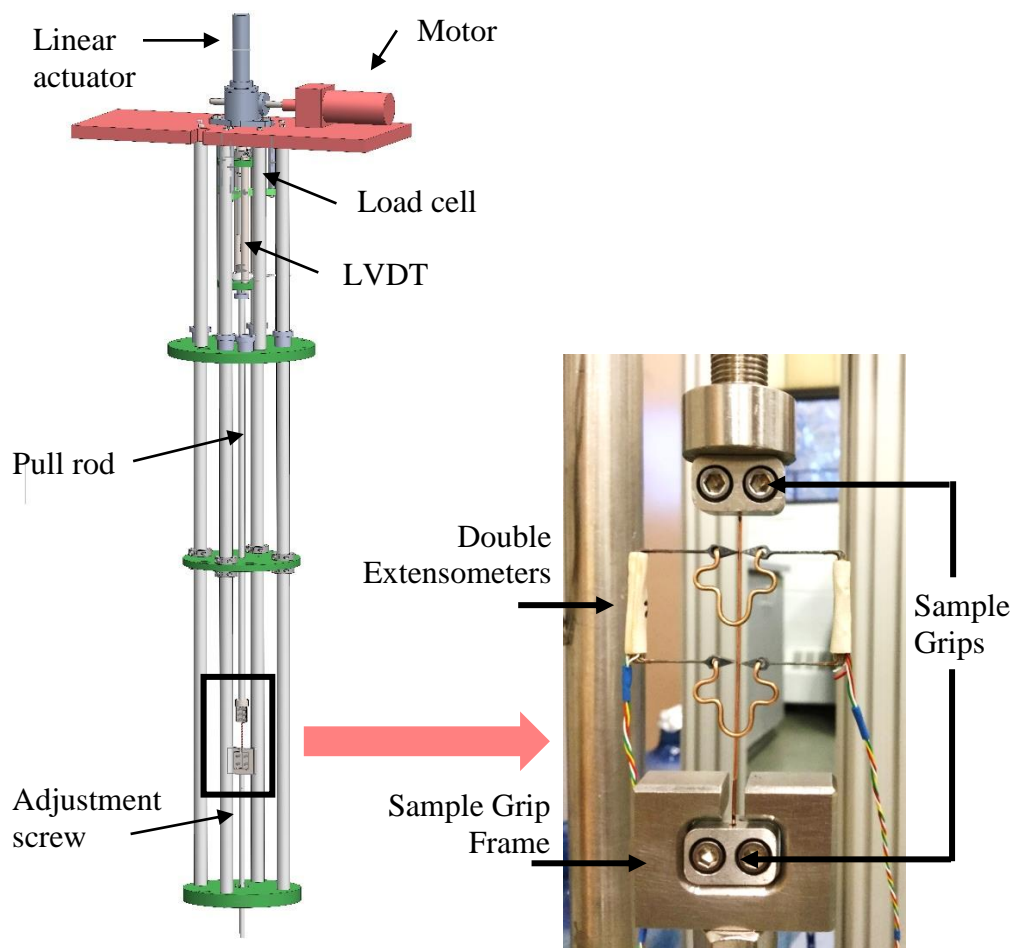 Linear
actuator
Motor
Load cell
LVDT
Pull rod
Double
Extensometers
Sample
Grips
Adjustment
screw
Sample Grip
Frame